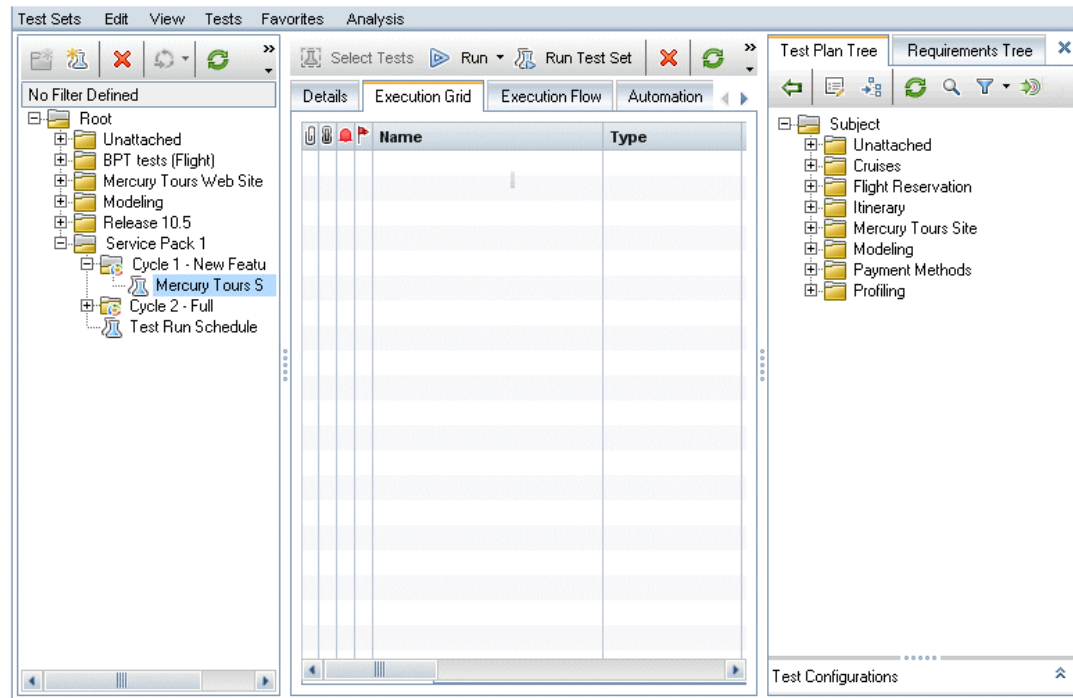 Test Sets Edit View Tests Favorites Analysis
No Filter Defined
Root
Unattached
BPT tests (Flight)
Mercury Tours Web Site
Modeling
Release 10.5
Service Pack 1
Cycle 1 - New Featu
Mercury Tours S
Cycle 2 - Full
Test Run Schedule
Select Tests Run Run Test Set
Details Execution Grid Execution Flow Automation
Name Type
Test Plan Tree Requirements Tree
Subject
Unattached
Cruises
Flight Reservation
Itinerary
Mercury Tours Site
Modeling
Payment Methods
Profiling
Test Configurations